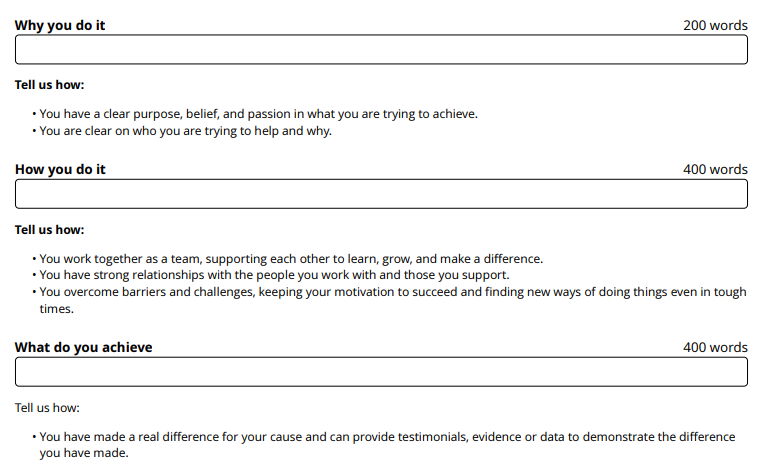 Why you do it 200 words
Tell us how:
• You have a clear purpose, belief, and passion in what you are trying to achieve.
• You are clear on who you are trying to help and why.
How you do it 400 words
Tell us how:
• You work together as a team, supporting each other to learn, grow, and make a difference.
• You have strong relationships with the people you work with and those you support.
• You overcome barriers and challenges, keeping your motivation to succeed and finding new ways of doing things even in tough
times.
What do you achieve 400 words
Tell us how:
• You have made a real difference for your cause and can provide testimonials, evidence or data to demonstrate the difference
you have made.